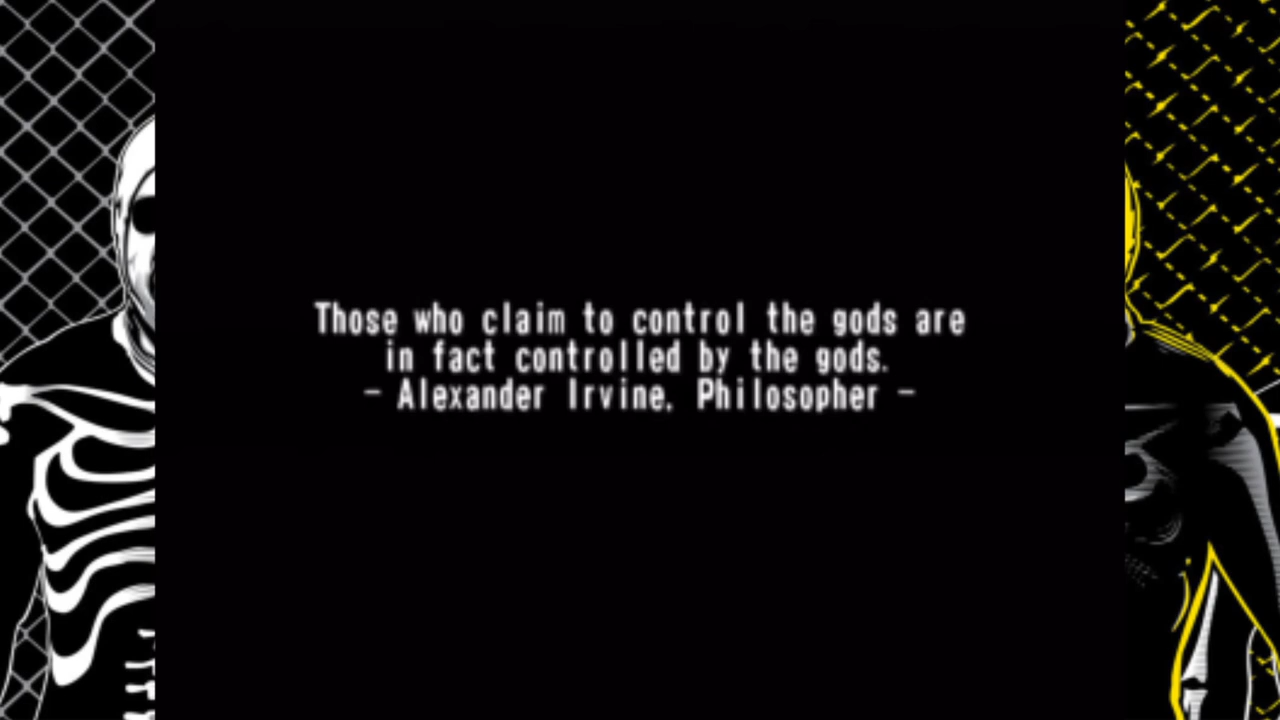 Those who claim to control the gods are
in fact controlled by the gods.
- Alexander Irvine, Philosopher -